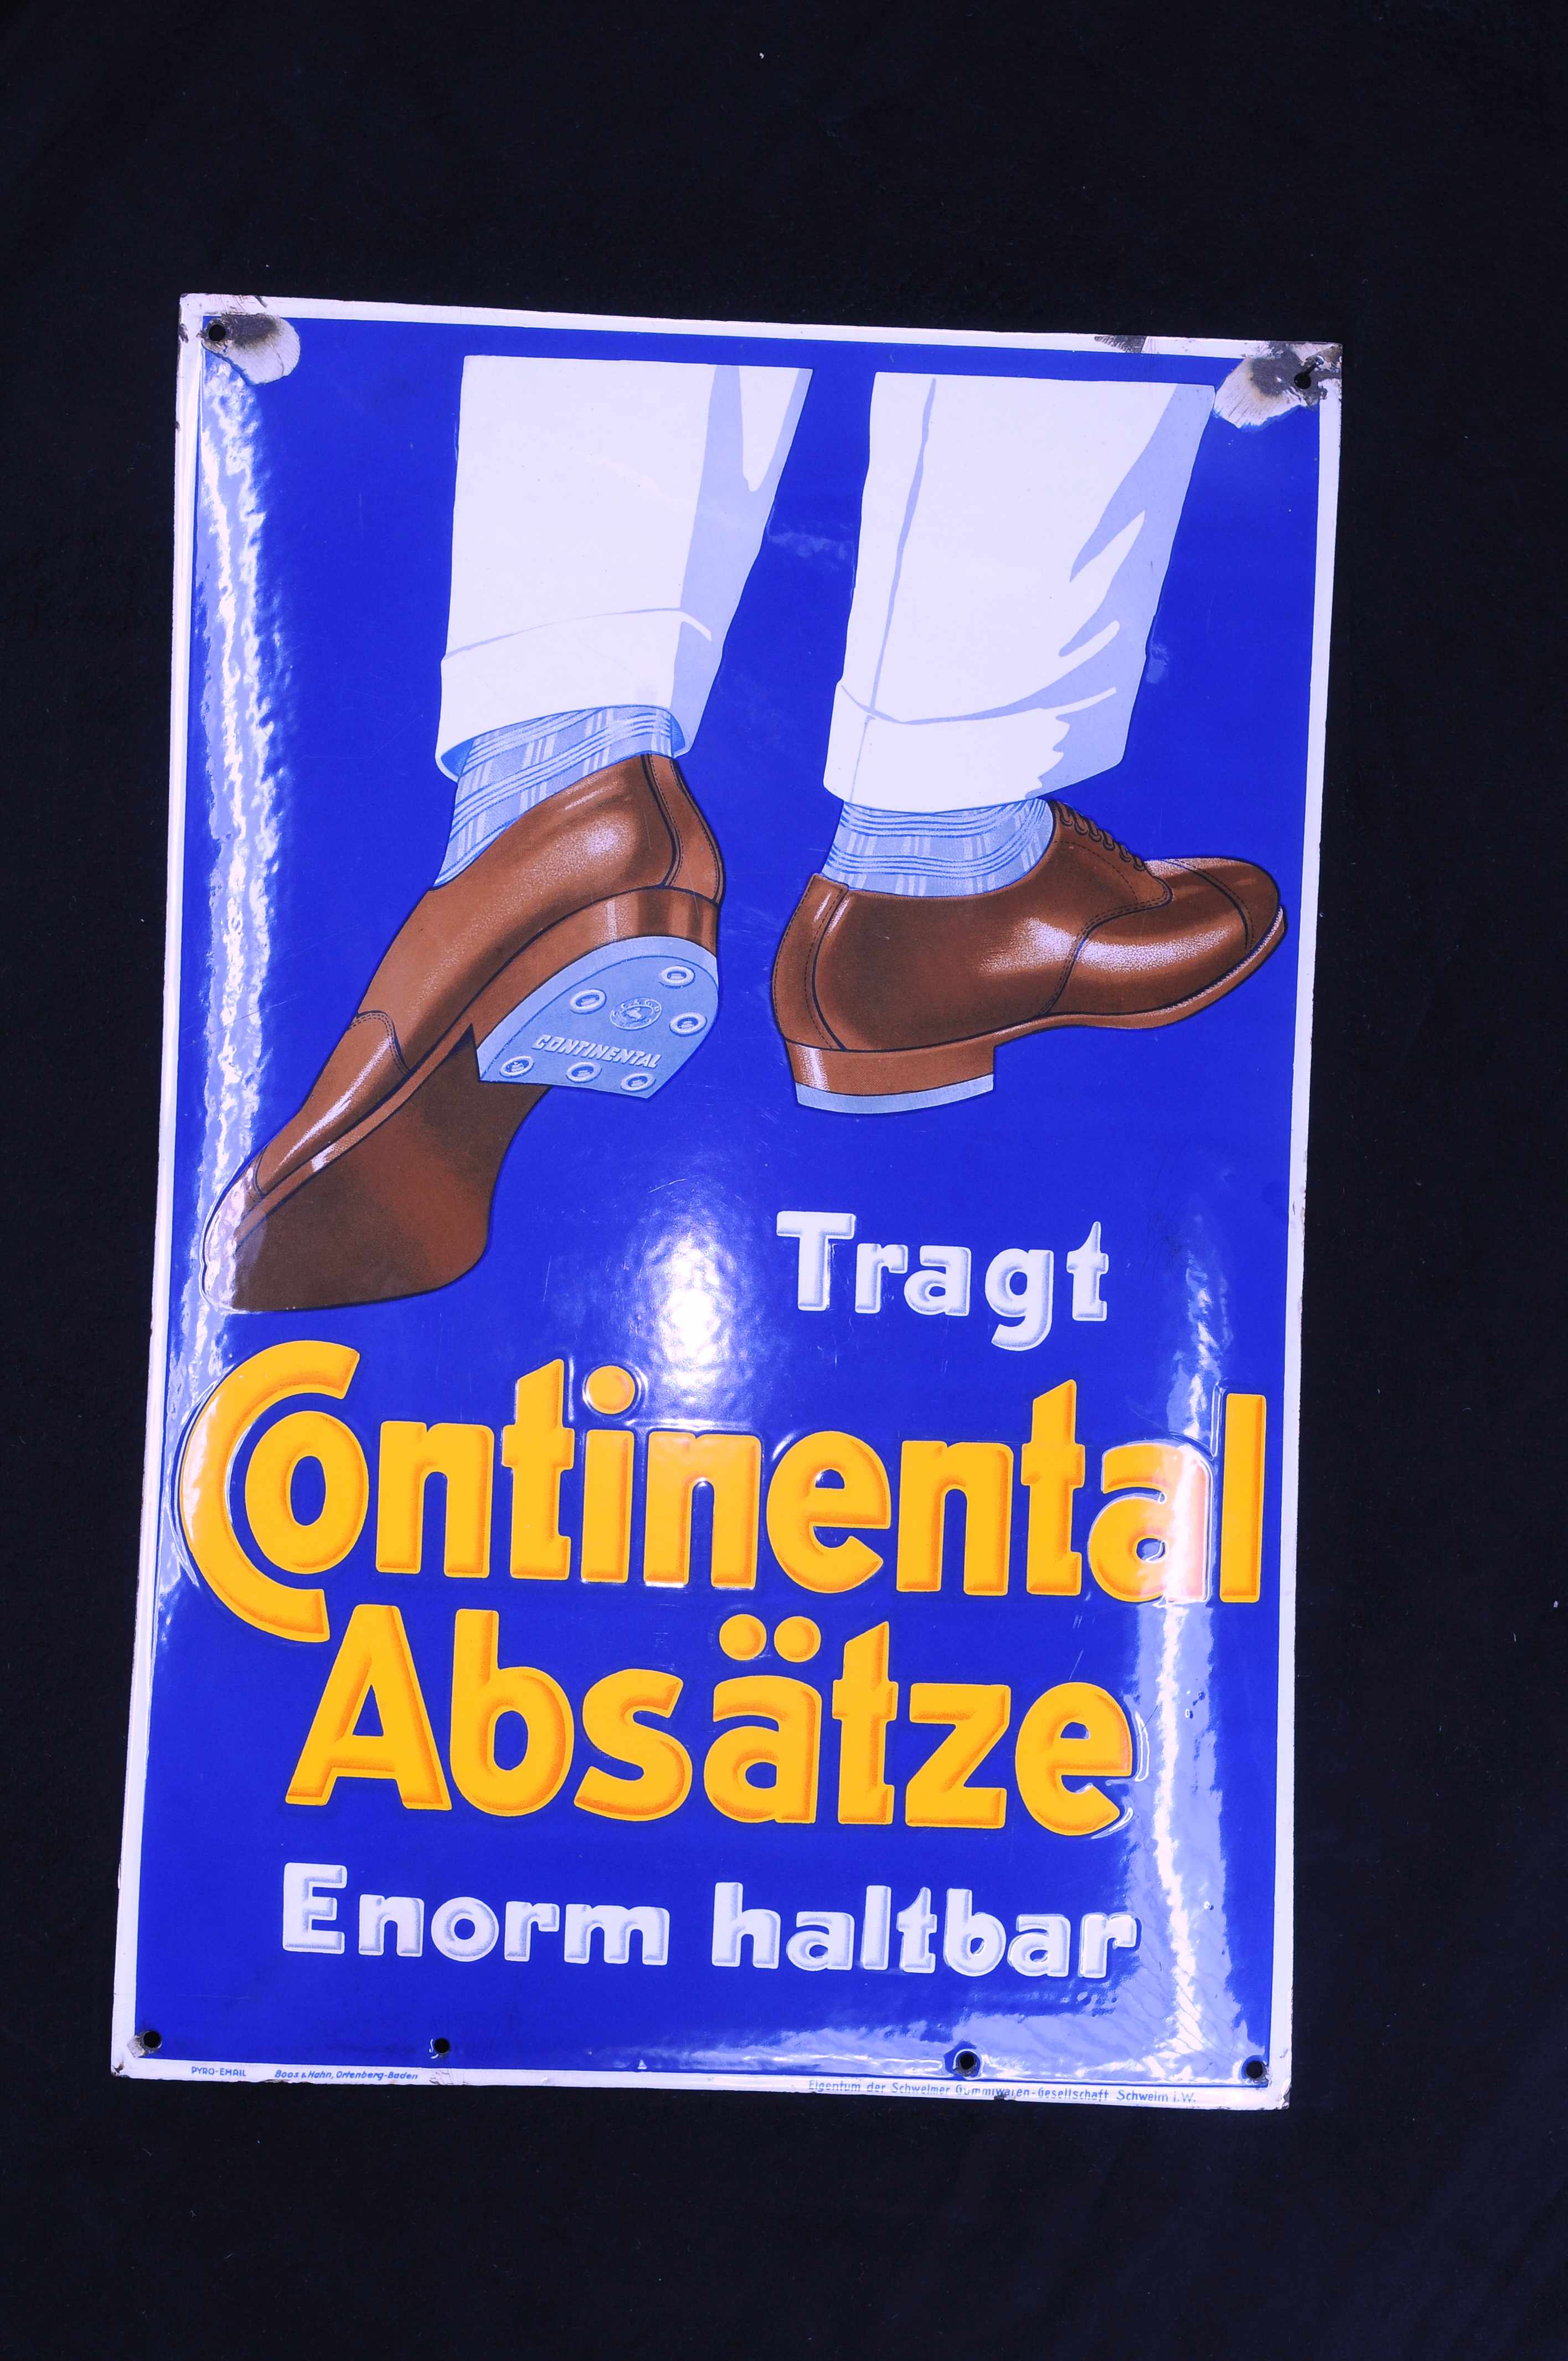 CONTINENTAL
Tragt
Continental
Absätze
Enorm haltbar
PYRO-EMAIL Boos & Hahn, Ortenberg-Baden
Eigentum der Schwelmer Gummiwaren-Gesellschaft Schwelm i.W.